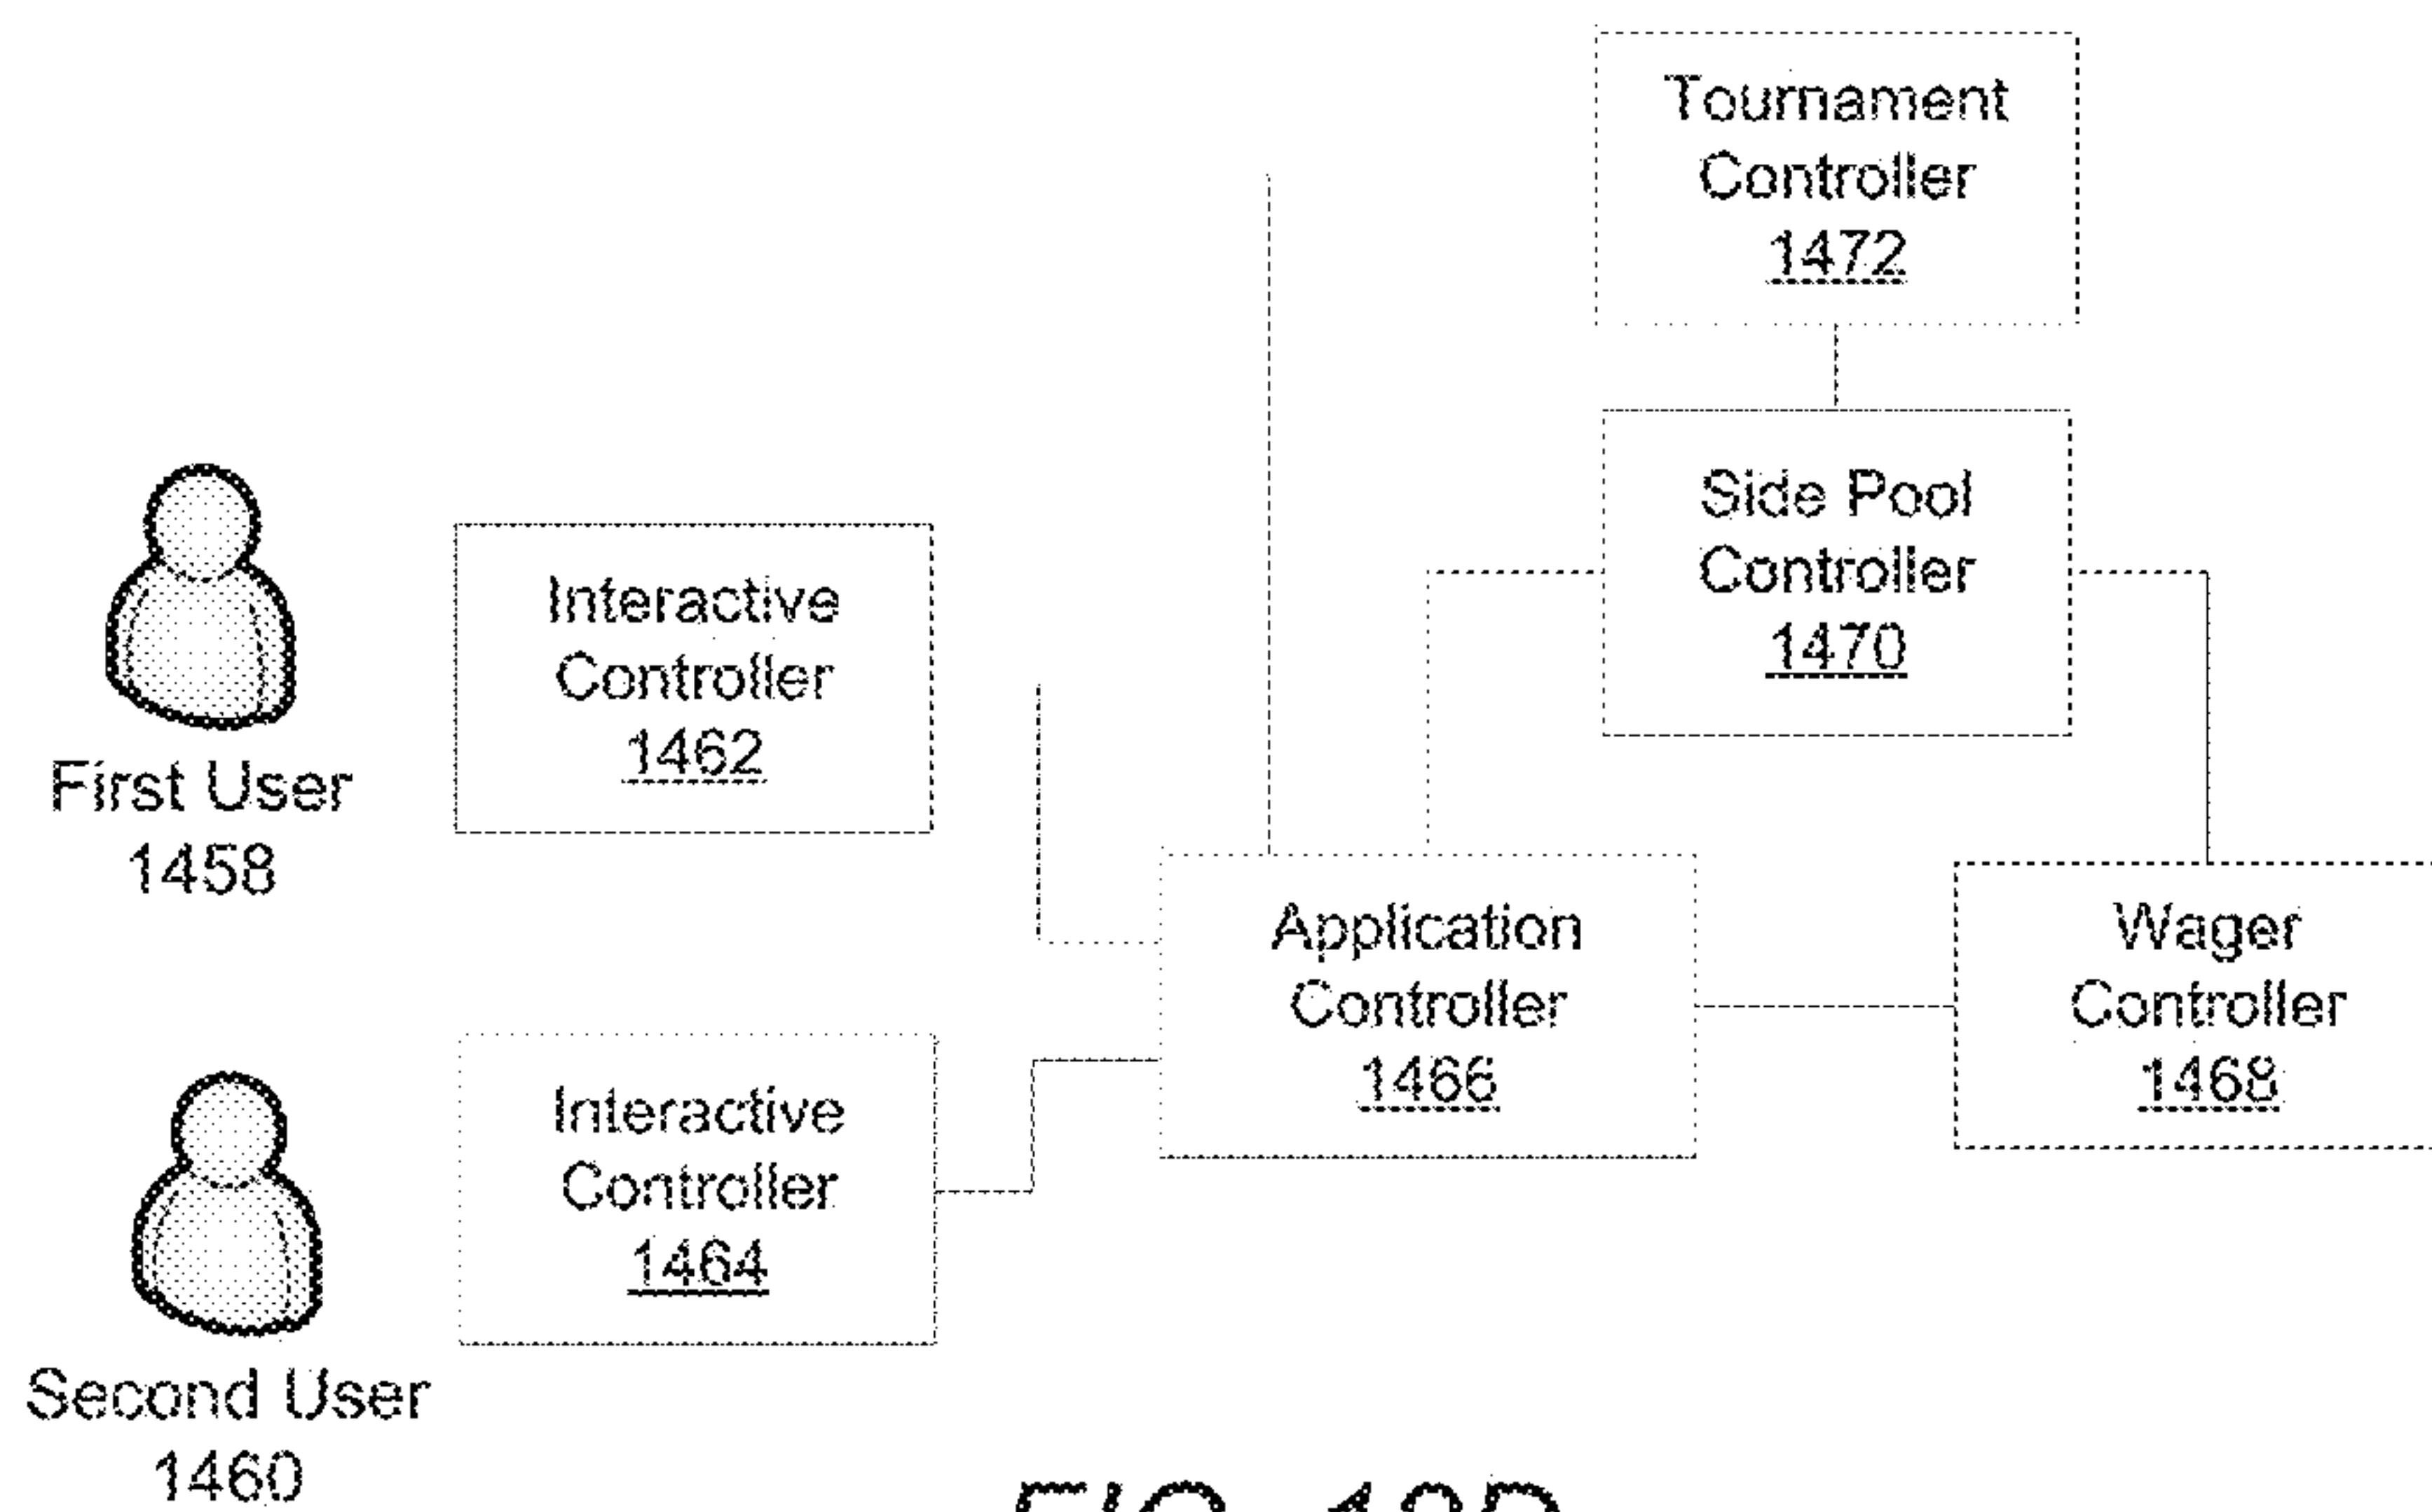 Tournament
Controller
1472
Side Pool
Controller
1470
Interactive
Controller
1462
First User
1458
Application
Controller
1466
Wager
Controller
1468
Interactive
Controller
1464
Second User
1460